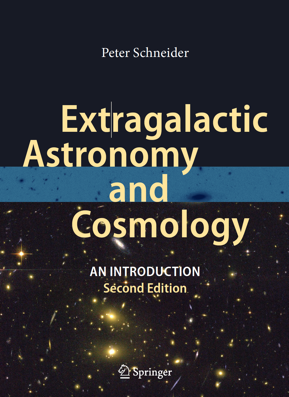 Peter Schneider
Extragalactic
Astronomy
and
Cosmology
AN INTRODUCTION
Second Edition
Springer